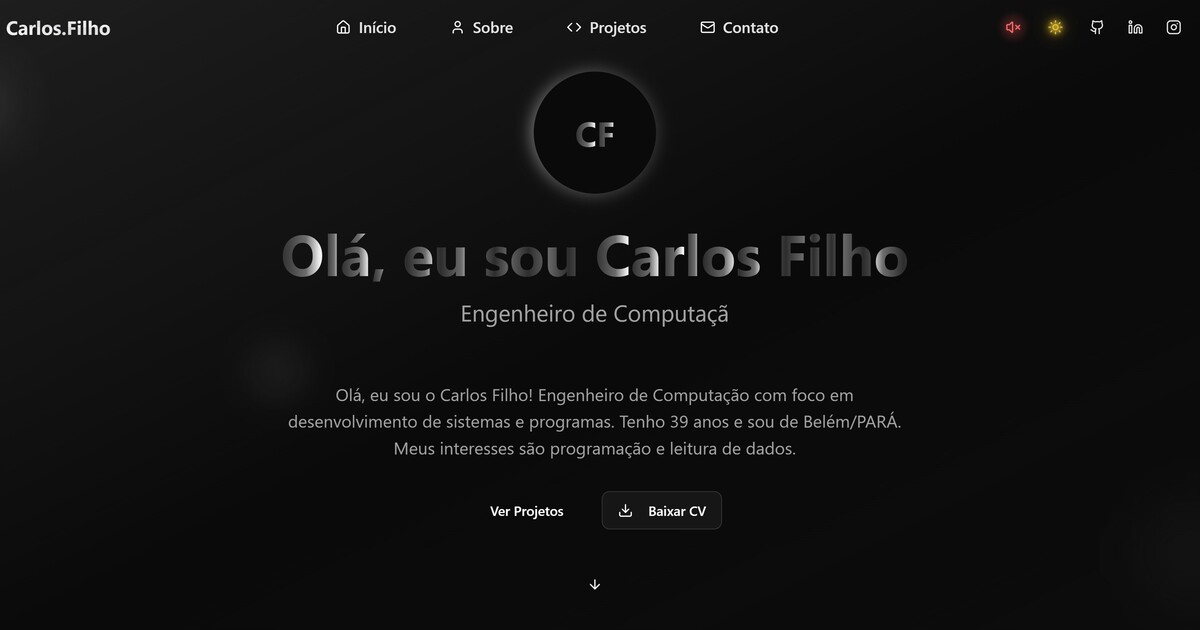 Carlos.Filho
Início
Sobre
Projetos
Contato
CF
Olá, eu sou Carlos Filho
Engenheiro de Computaçã
Olá, eu sou o Carlos Filho! Engenheiro de Computação com foco em
desenvolvimento de sistemas e programas. Tenho 39 anos e sou de Belém/PARÁ.
Meus interesses são programação e leitura de dados.
Ver Projetos
Baixar CV